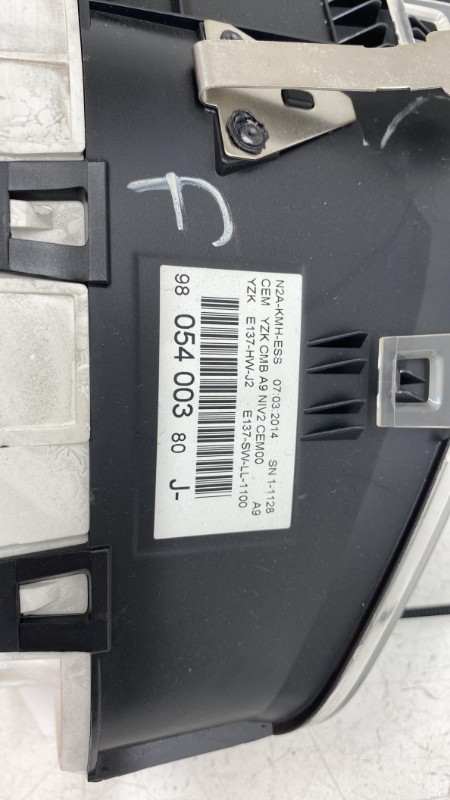 N2A-KMH-ESS 07:03:2014 SN 1-1128
CEM YZK CMB A9 NIV2 CEM00 A9
YZK E137-HW-J2 E137-SW-LL-1100
98 054 003 80 J-